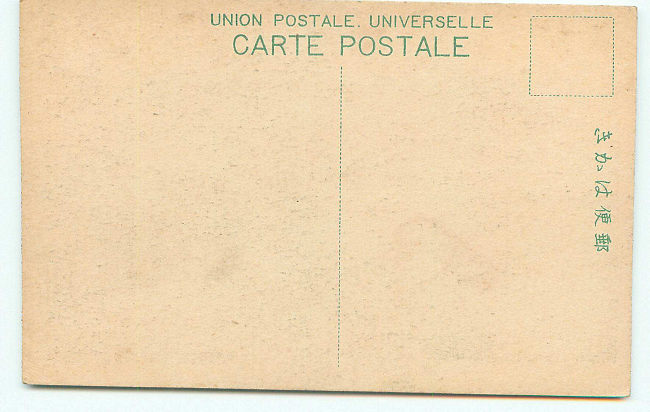 UNION POSTALE. UNIVERSELLE
CARTE POSTALE
郵便はかき